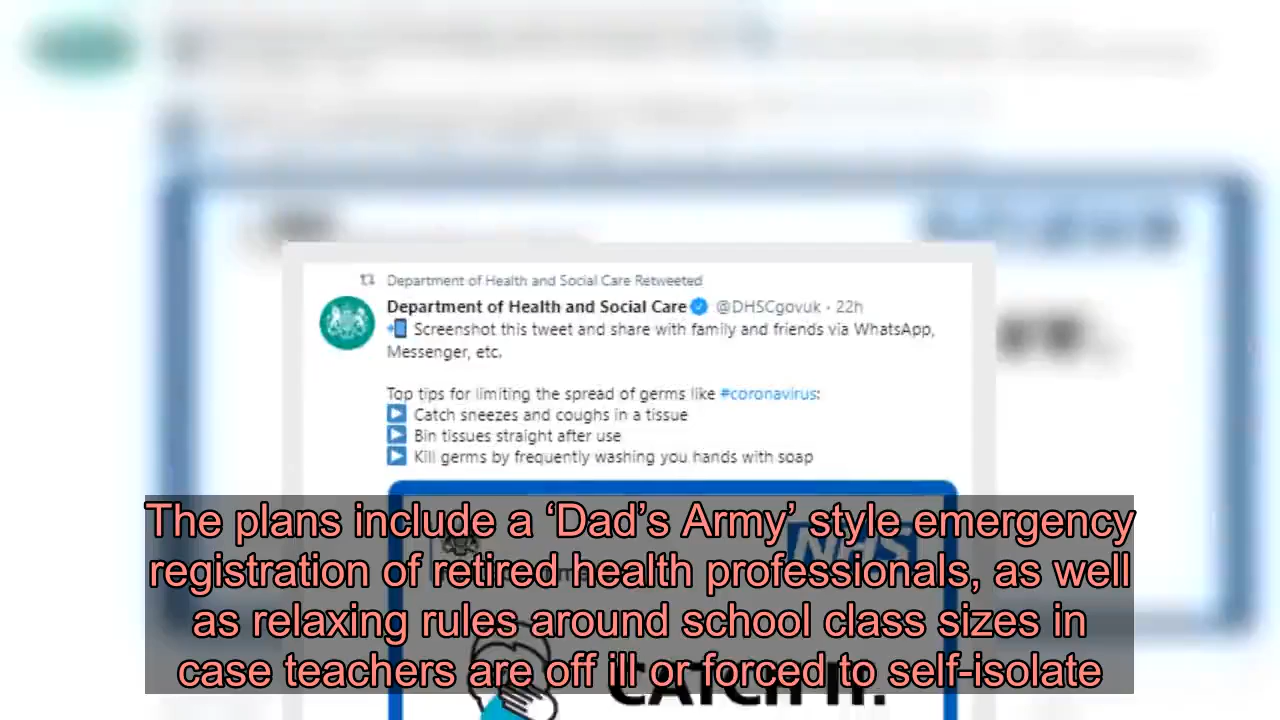 Department of Health and Social Care Retweeted
Department of Health and Social Care @DHSCgovuk · 22h
Screenshot this tweet and share with family and friends via WhatsApp,
Messenger, etc.
Top tips for limiting the spread of germs like #coronavirus:
Catch sneezes and coughs in a tissue
Bin tissues straight after use
Kill germs by frequently washing you hands with soap
NHS
The plans include a ‘Dad’s Army’ style emergency
registration of retired health professionals, as well
as relaxing rules around school class sizes in
case teachers are off ill or forced to self-isolate
CATCH IT.